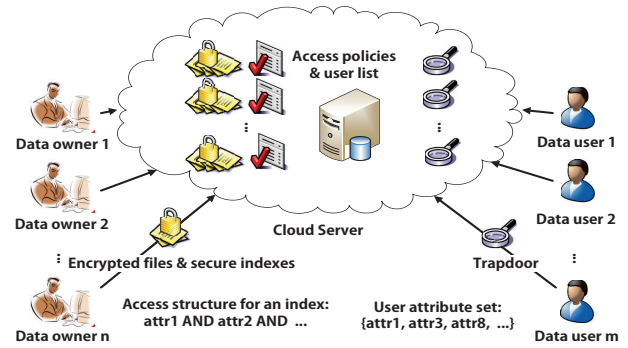 Access policies
& user list
Data owner 1
Data user 1
Data owner 2
Data user 2
Cloud Server
Encrypted files & secure indexes
Trapdoor
Access structure for an index:
attr1 AND attr2 AND ...
User attribute set:
{attr1, attr3, attr8, ...}
Data owner n
Data user m